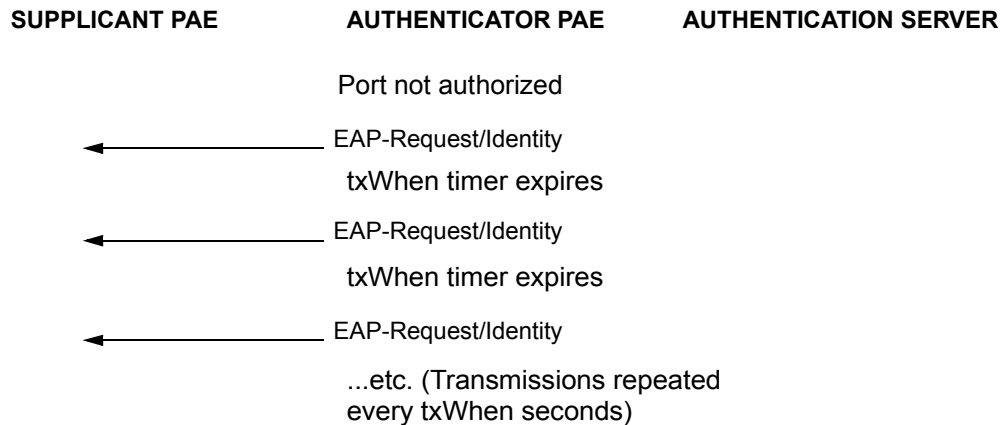 SUPPLICANT PAE AUTHENTICATOR PAE AUTHENTICATION SERVER
Port not authorized
EAP-Request/Identity
txWhen timer expires
EAP-Request/Identity
txWhen timer expires
EAP-Request/Identity
...etc. (Transmissions repeated
every txWhen seconds)